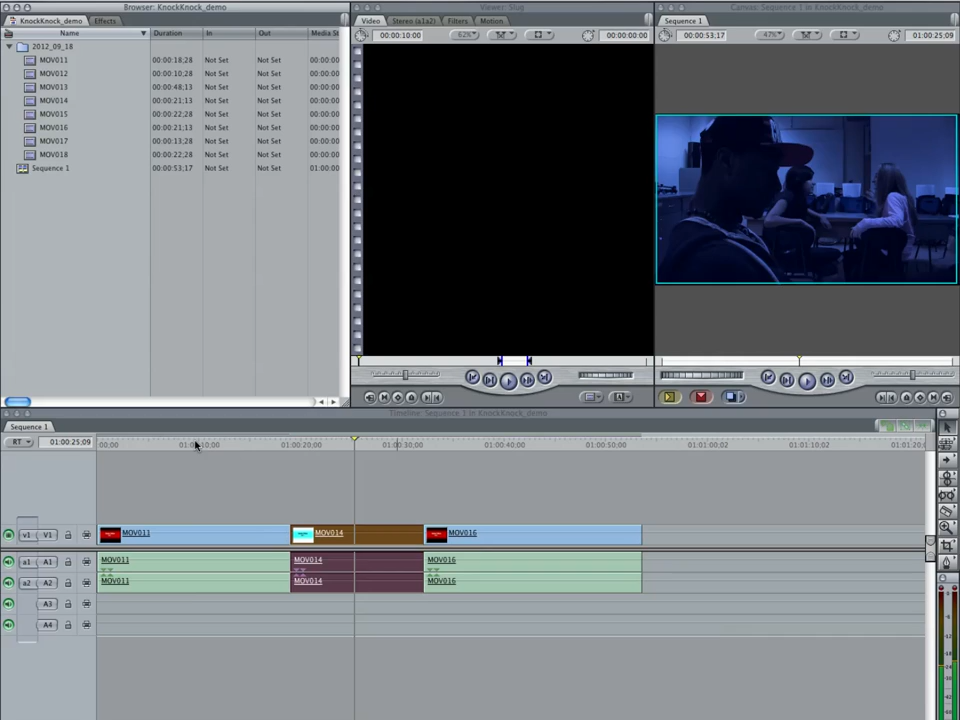 Browser: KnockKnock_demo
KnockKnock_demo Effects
Name Duration In Out Media St
2012_09_18
MOV011 00:00:18;28 Not Set Not Set 00:00:00
MOV012 00:00:10;28 Not Set Not Set 00:00:00
MOV013 00:00:48;13 Not Set Not Set 00:00:00
MOV014 00:00:21;13 Not Set Not Set 00:00:00
MOV015 00:00:22;28 Not Set Not Set 00:00:00
MOV016 00:00:21;13 Not Set Not Set 00:00:00
MOV017 00:00:13;28 Not Set Not Set 00:00:00
MOV018 00:00:22;28 Not Set Not Set 00:00:00
Sequence 1 00:00:53;17 Not Set Not Set 01:00:00
Viewer: Slug
Video Stereo (a1a2) Filters Motion
00:00:10:00 62% 00:00:00:00
Canvas: Sequence 1 in KnockKnock_demo
Sequence 1
00:00:53;17 47% 01:00:25;09
Timeline: Sequence 1 in KnockKnock_demo
Sequence 1
RT 01:00:25;09 00:00 01:00:10;00 01:00:20;00 01:00:30;00 01:00:40;00 01:00:50;00 01:01:00;02 01:01:10;02 01:01:20;
v1 V1 MOV011 MOV014 MOV016
a1 A1 MOV011 MOV014 MOV016
a2 A2 MOV011 MOV014 MOV016
A3
A4